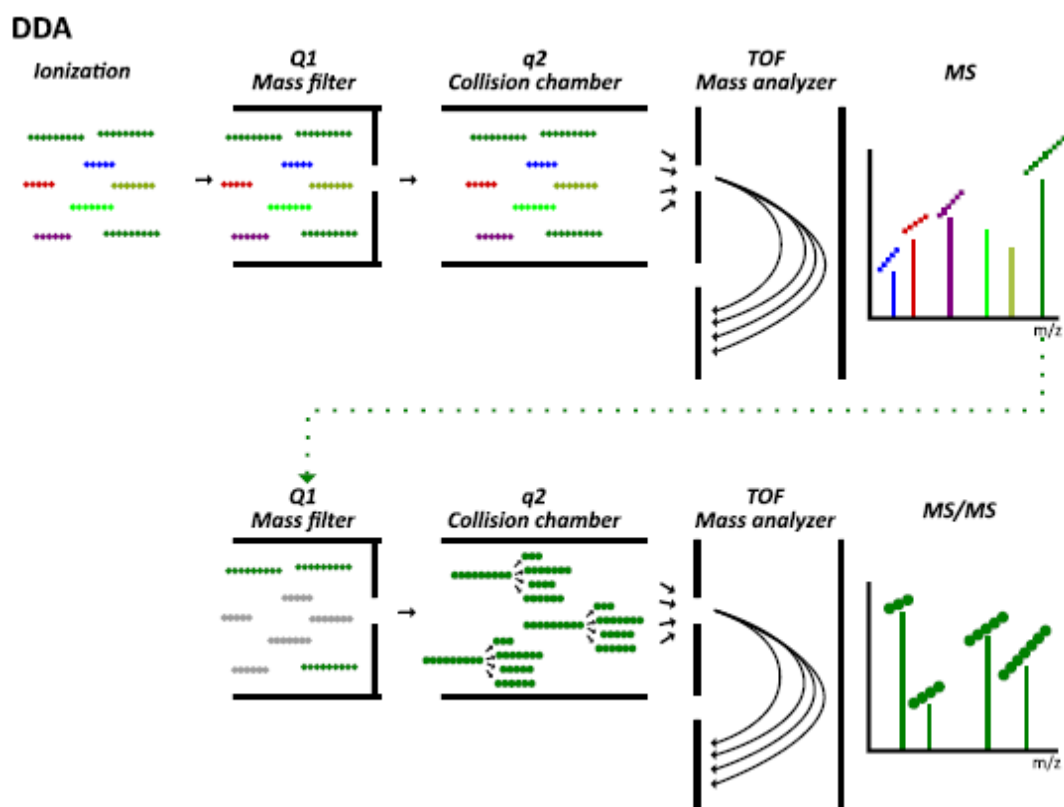 DDA
Ionization
Q1
Mass filter
q2
Collision chamber
TOF
Mass analyzer
MS
m/z
Q1
Mass filter
q2
Collision chamber
TOF
Mass analyzer
MS/MS
m/z